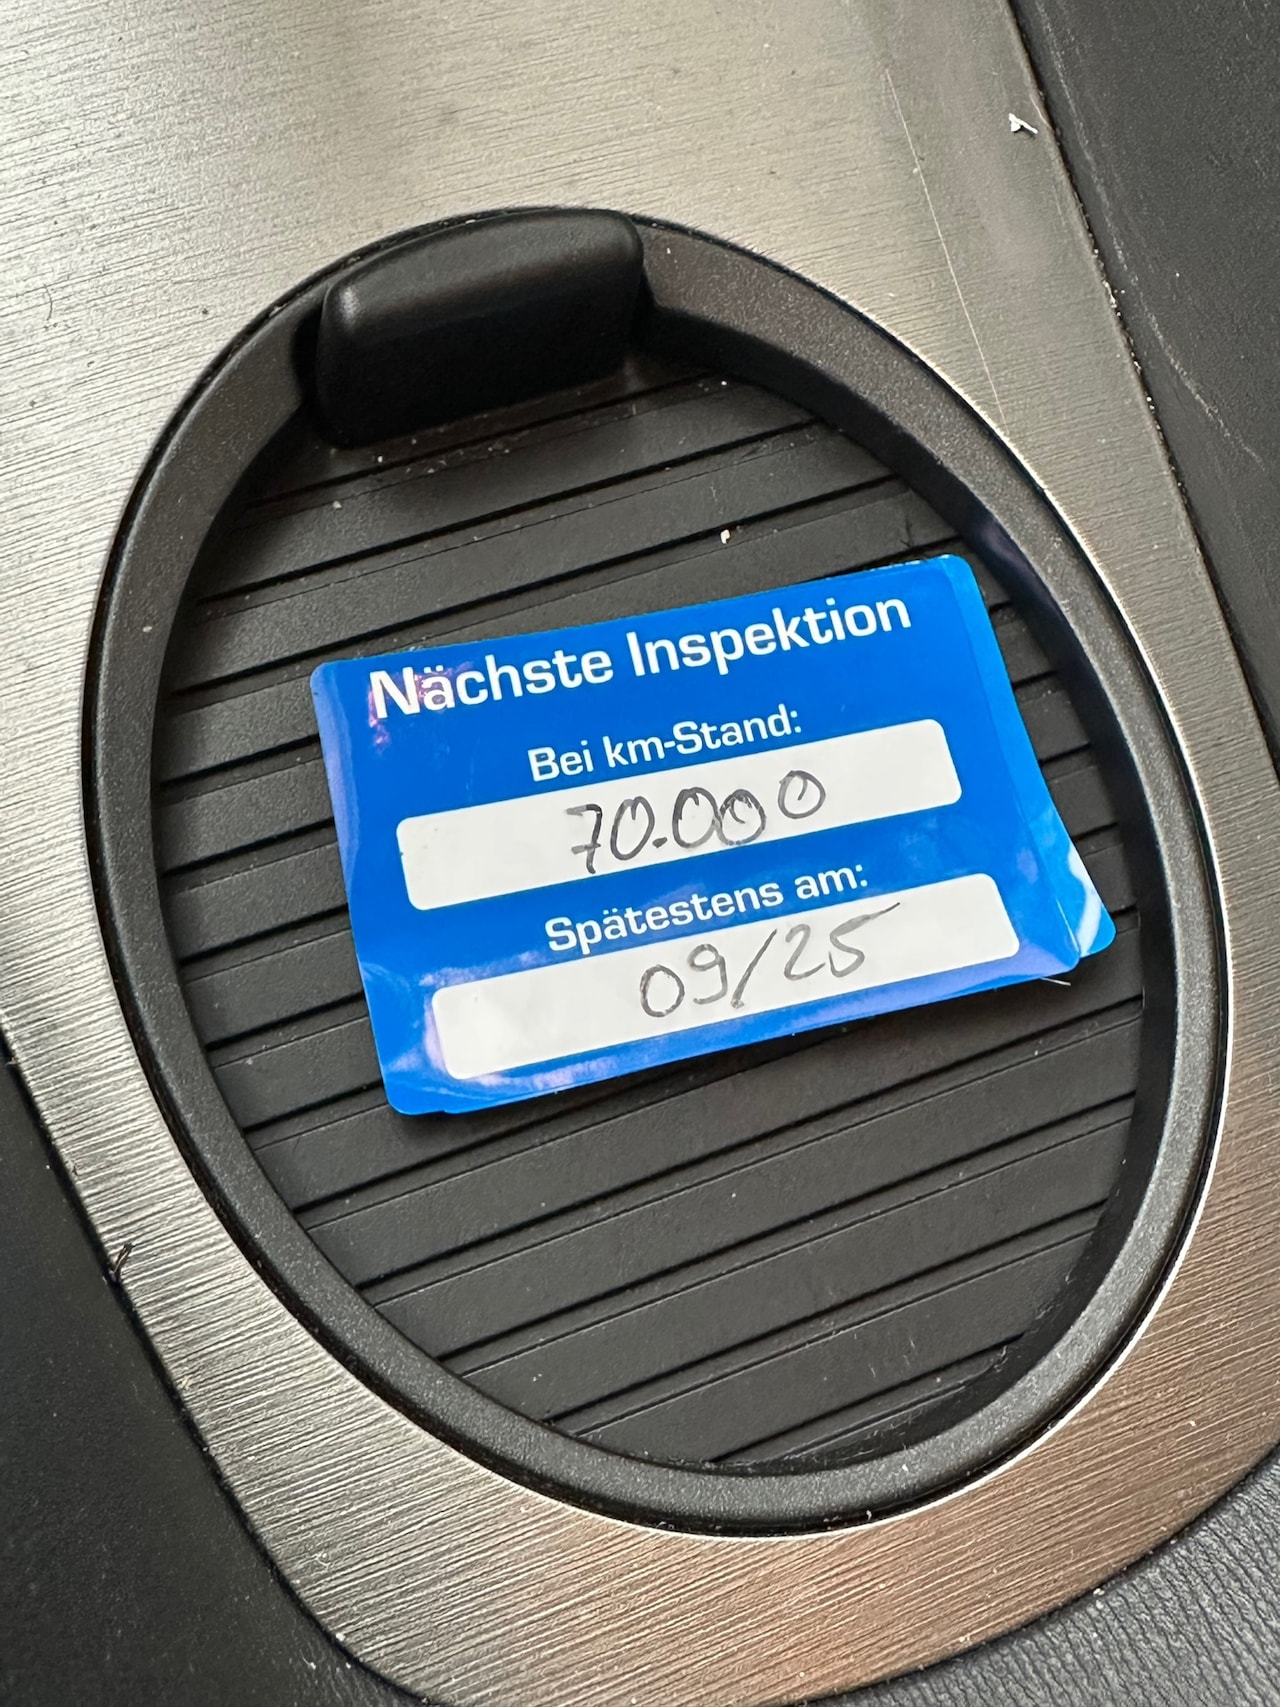 Nächste Inspektion
Bei km-Stand:
70.000
Spätestens am:
09/25